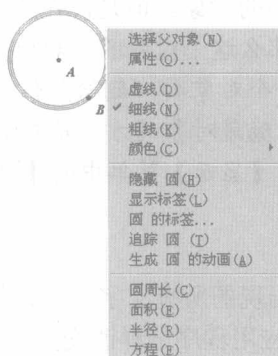 A
B
选择父对象(N)
属性(Q)...
虚线(D)
细线(N)
粗线(K)
颜色(C)
隐藏 圆(H)
显示标签(L)
圆 的标签...
追踪 圆 (T)
生成 圆 的动画(A)
圆周长(C)
面积(E)
半径(R)
方程(E)